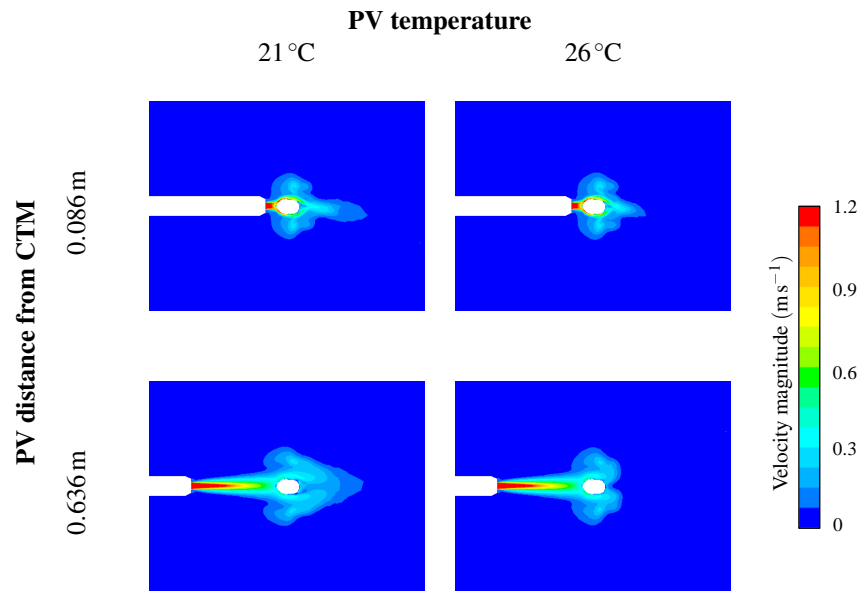 PV temperature
21 °C
26 °C
PV distance from CTM
0.086 m
0.636 m
Velocity magnitude (m s⁻¹)
1.2
0.9
0.6
0.3
0